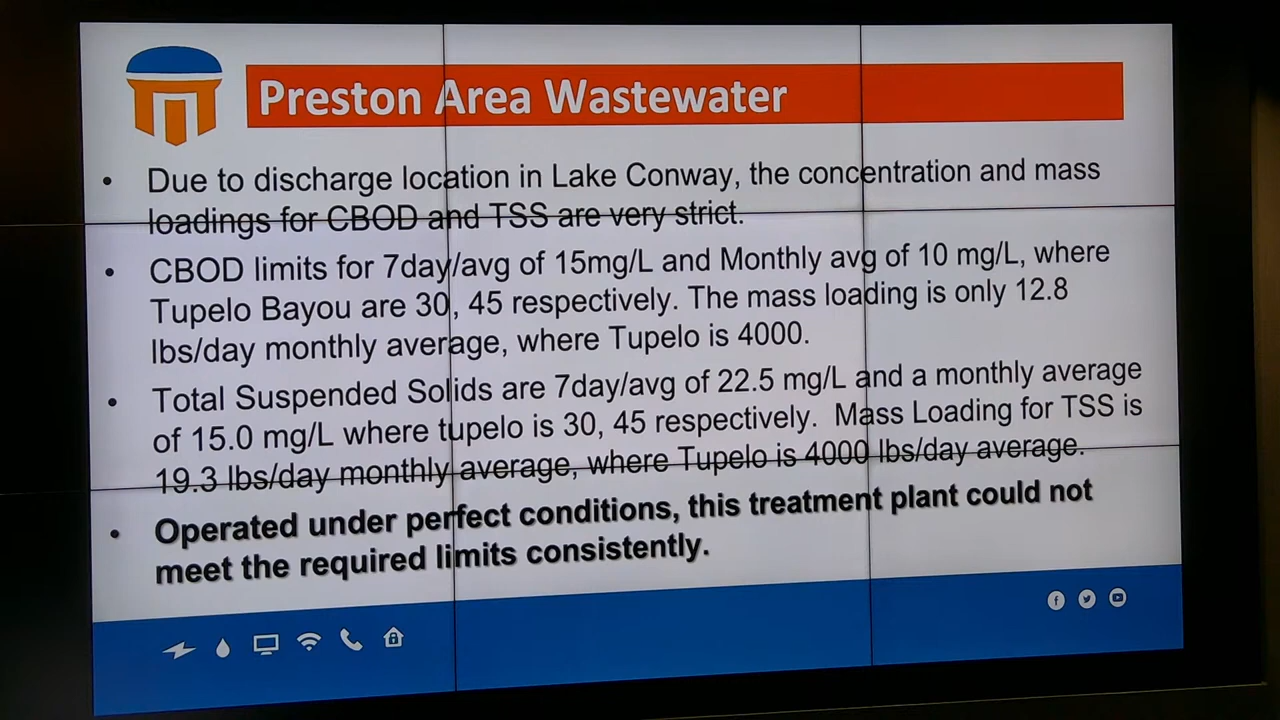 Preston Area Wastewater
• Due to discharge location in Lake Conway, the concentration and mass
loadings for CBOD and TSS are very strict.
• CBOD limits for 7day/avg of 15mg/L and Monthly avg of 10 mg/L, where
Tupelo Bayou are 30, 45 respectively. The mass loading is only 12.8
lbs/day monthly average, where Tupelo is 4000.
• Total Suspended Solids are 7day/avg of 22.5 mg/L and a monthly average
of 15.0 mg/L where tupelo is 30, 45 respectively. Mass Loading for TSS is
19.3 lbs/day monthly average, where Tupelo is 4000 lbs/day average.
• Operated under perfect conditions, this treatment plant could not
meet the required limits consistently.